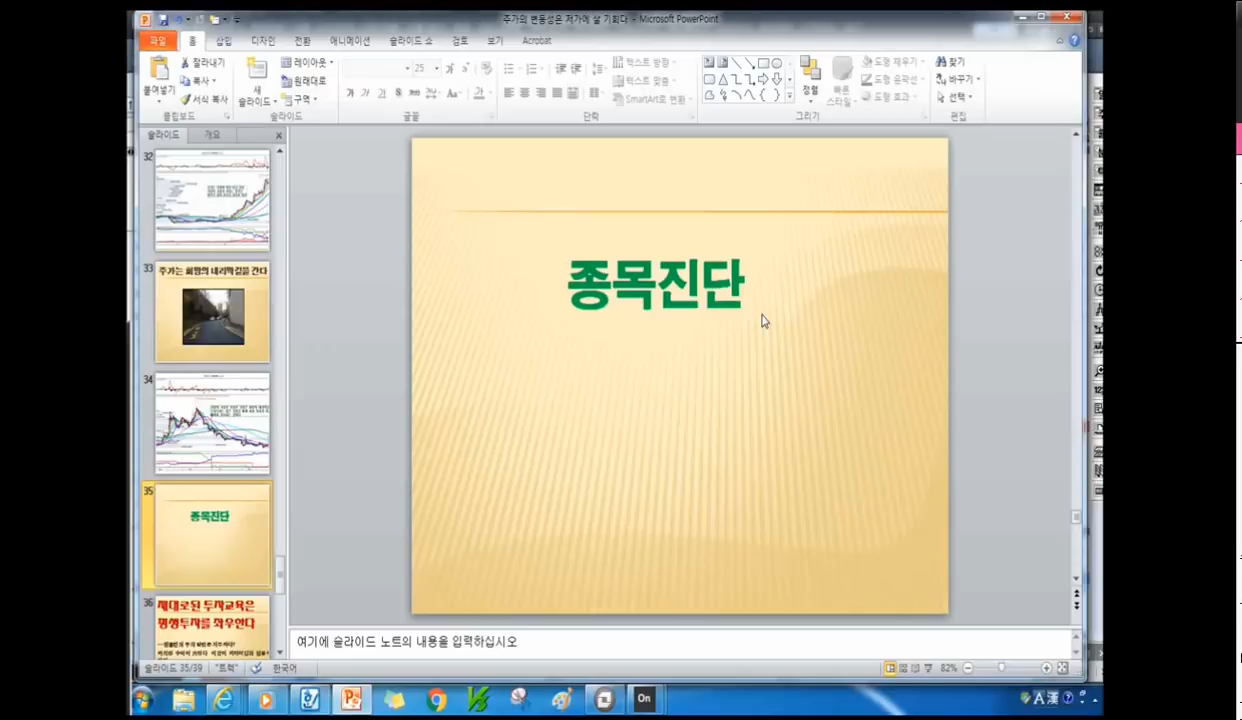 주가의 변동성은 저가에 살 기회다 - Microsoft PowerPoint
파일 홈 삽입 디자인 전환 애니메이션 슬라이드 쇼 검토 보기 Acrobat
붙여넣기 잘라내기 복사 서식 복사 클립보드
새 슬라이드 레이아웃 원래대로 구역 슬라이드
25 글꼴
텍스트 방향 텍스트 맞춤 SmartArt로 변환 단락
정렬 빠른 스타일 도형 채우기 도형 윤곽선 도형 효과 그리기
찾기 바꾸기 선택 편집
슬라이드 개요
32
33
주가는 희망의 내리막길을 간다
34
35
종목진단
36
제대로된 투자교육은
평생투자를 좌우한다
종목진단
여기에 슬라이드 노트의 내용을 입력하십시오
슬라이드 35/39 "트랙" 한국어 82%
On A 漢